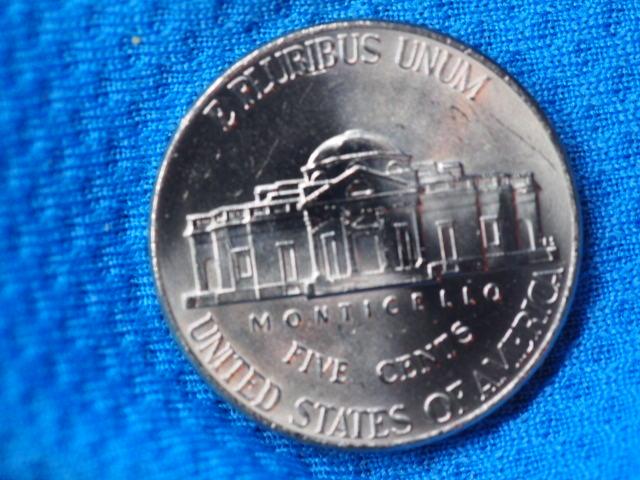 E PLURIBUS UNUM
MONTICELLO
FIVE CENTS
UNITED STATES OF AMERICA